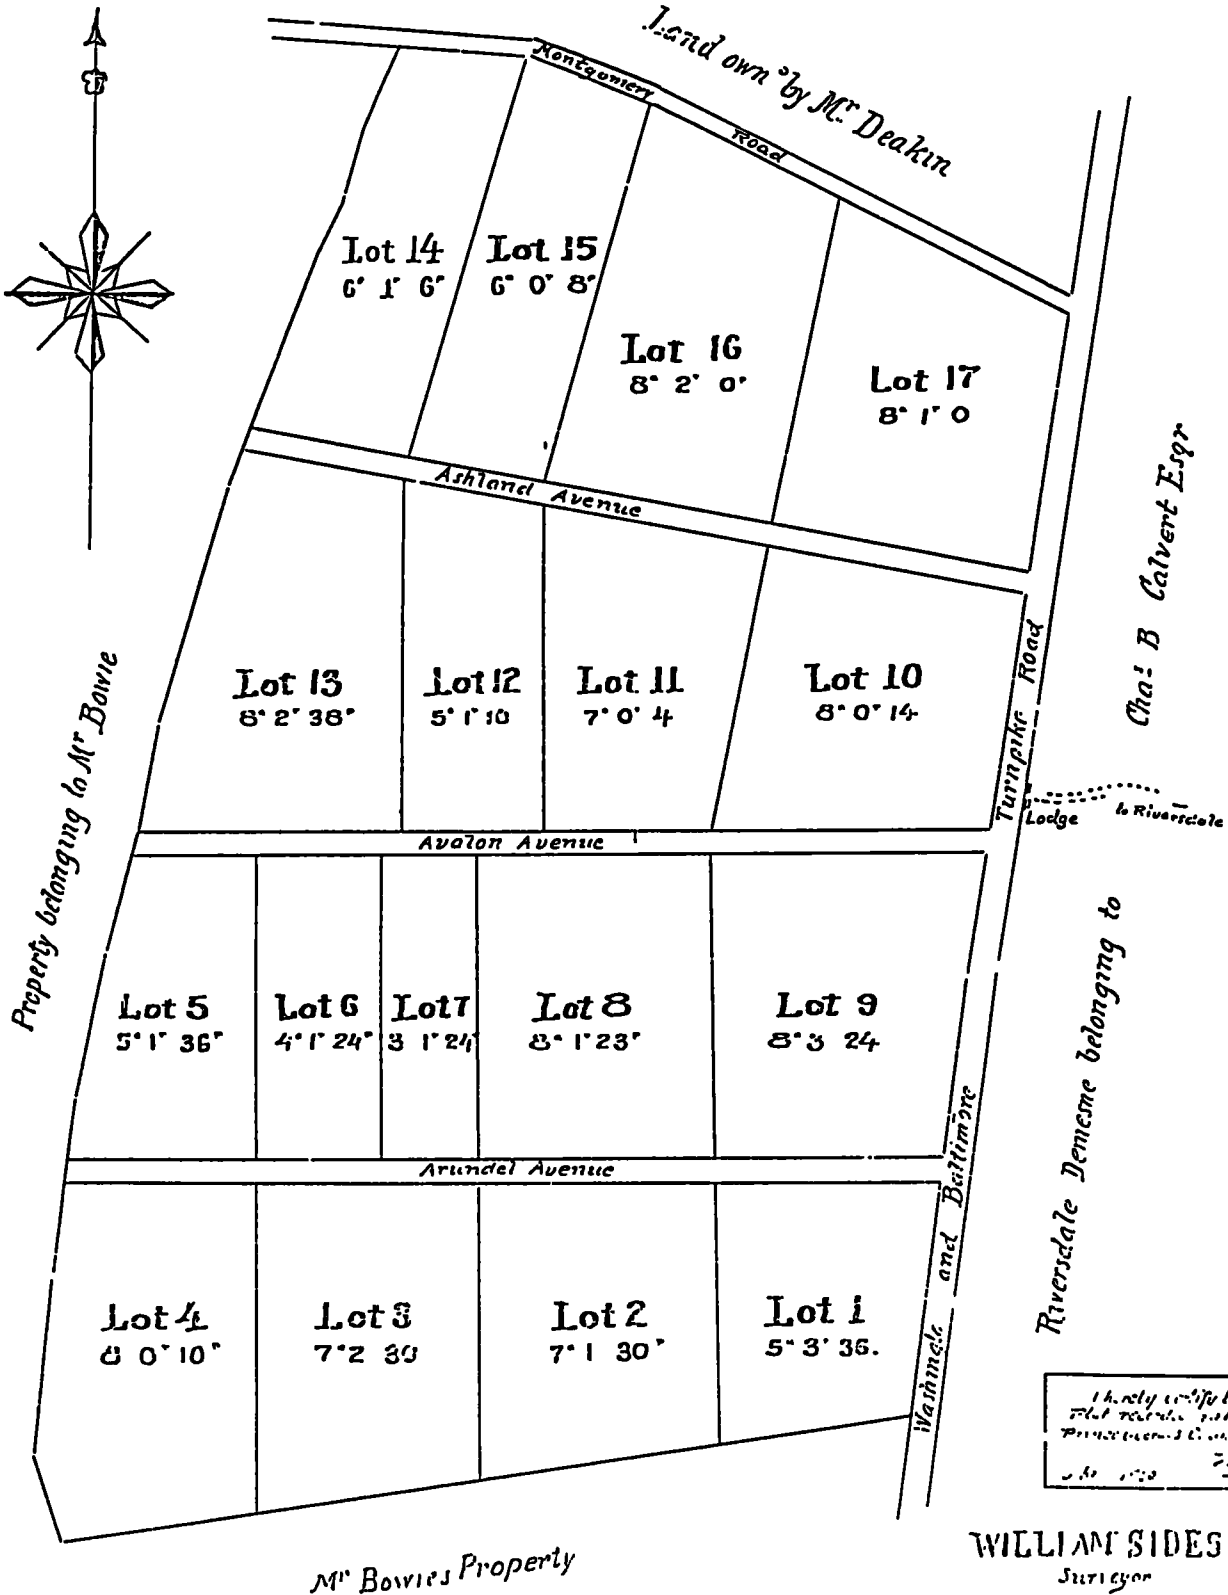 Land own'd by Mr Deakin
Montgomery Road
Lot 14
6" 1" 6"
Lot 15
6" 0" 8"
Lot 16
8" 2" 0"
Lot 17
8" 1" 0
Ashland Avenue
Lot 13
8" 2" 38"
Lot 12
5" 1" 10
Lot 11
7" 0" 4
Lot 10
8" 0" 14
Avalon Avenue
Lodge
to Riversdale
Lot 5
5" 1" 36"
Lot 6
4" 1" 24"
Lot 7
3 1" 24
Lot 8
8" 1" 23"
Lot 9
8" 3 24
Arundel Avenue
Lot 4
8 0" 10"
Lot 3
7" 2 30
Lot 2
7" 1 30"
Lot 1
5" 3" 36.
Washingt. and Baltimore Turnpike Road
Property belonging to Mr Bowie
Mr Bowies Property
Riversdale Demesne belonging to
Chas B Calvert Esqr
I hereby certify
WILLIAM SIDES
Surveyor